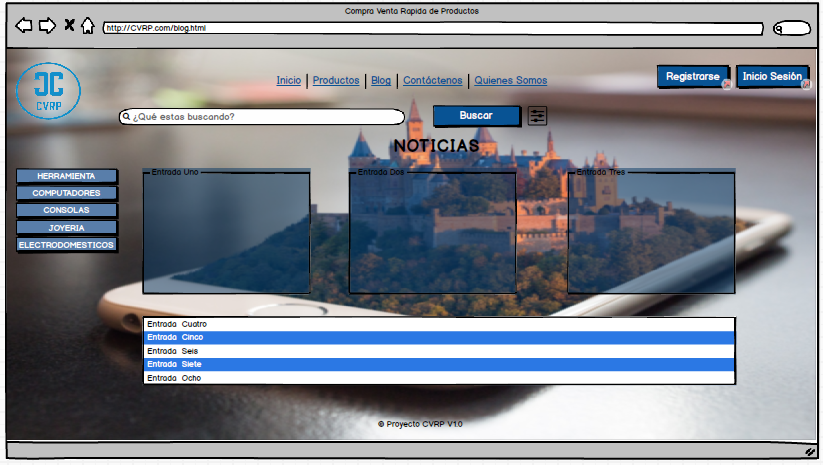 Compra Venta Rapida de Productos
http://CVRP.com/blog.html
CVRP
Inicio | Productos | Blog | Contáctenos | Quienes Somos
Registrarse
Inicio Sesión
¿Qué estas buscando?
Buscar
NOTICIAS
HERRAMIENTA
COMPUTADORES
CONSOLAS
JOYERIA
ELECTRODOMESTICOS
Entrada Uno
Entrada Dos
Entrada Tres
Entrada Cuatro
Entrada Cinco
Entrada Seis
Entrada Siete
Entrada Ocho
© Proyecto CVRP V1.0